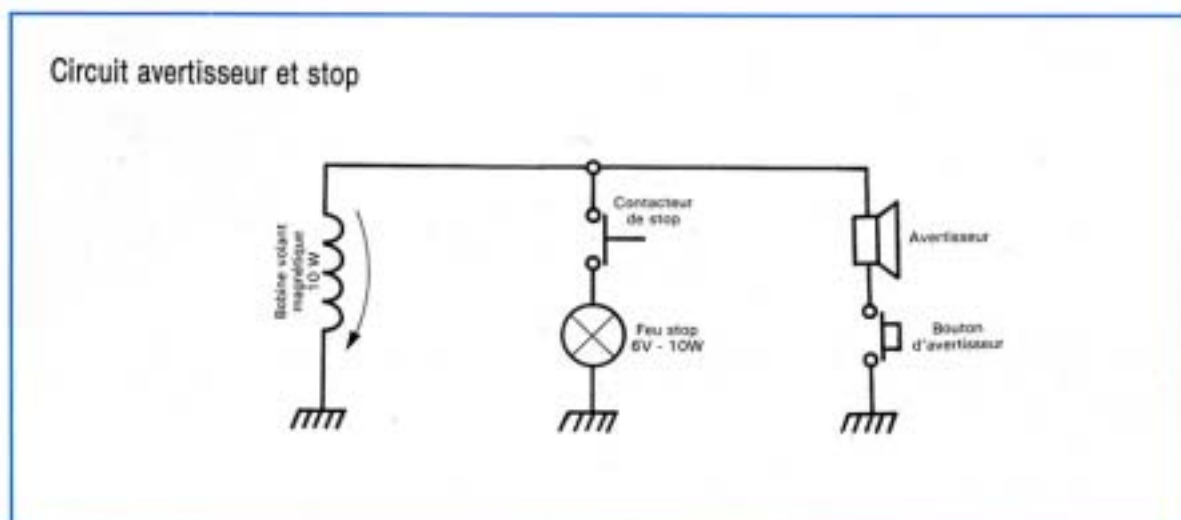 Circuit avertisseur et stop
Bobine volant
magnétique
10 W
Contacteur
de stop
Feu stop
6V - 10W
Avertisseur
Bouton
d'avertisseur